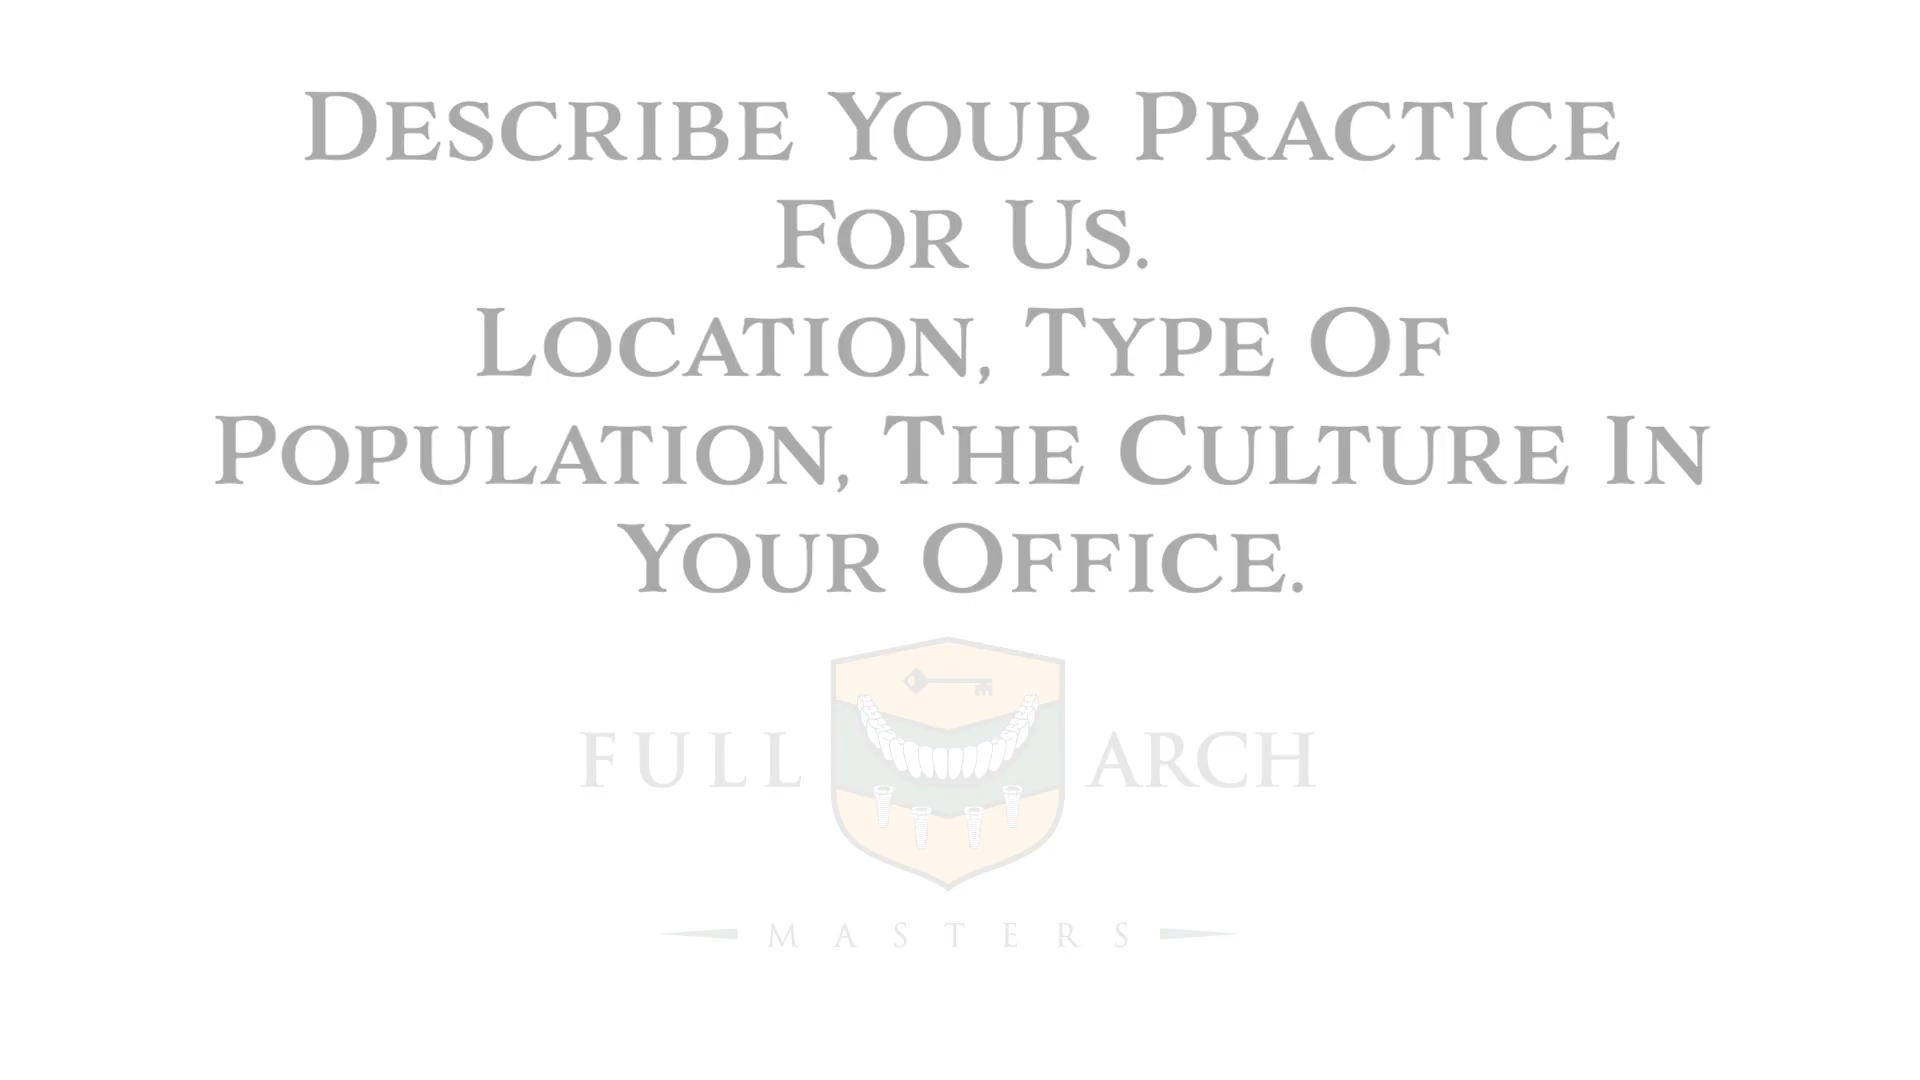 Describe Your Practice
For Us.
Location, Type Of
Population, The Culture In
Your Office.
FULL ARCH
MASTERS